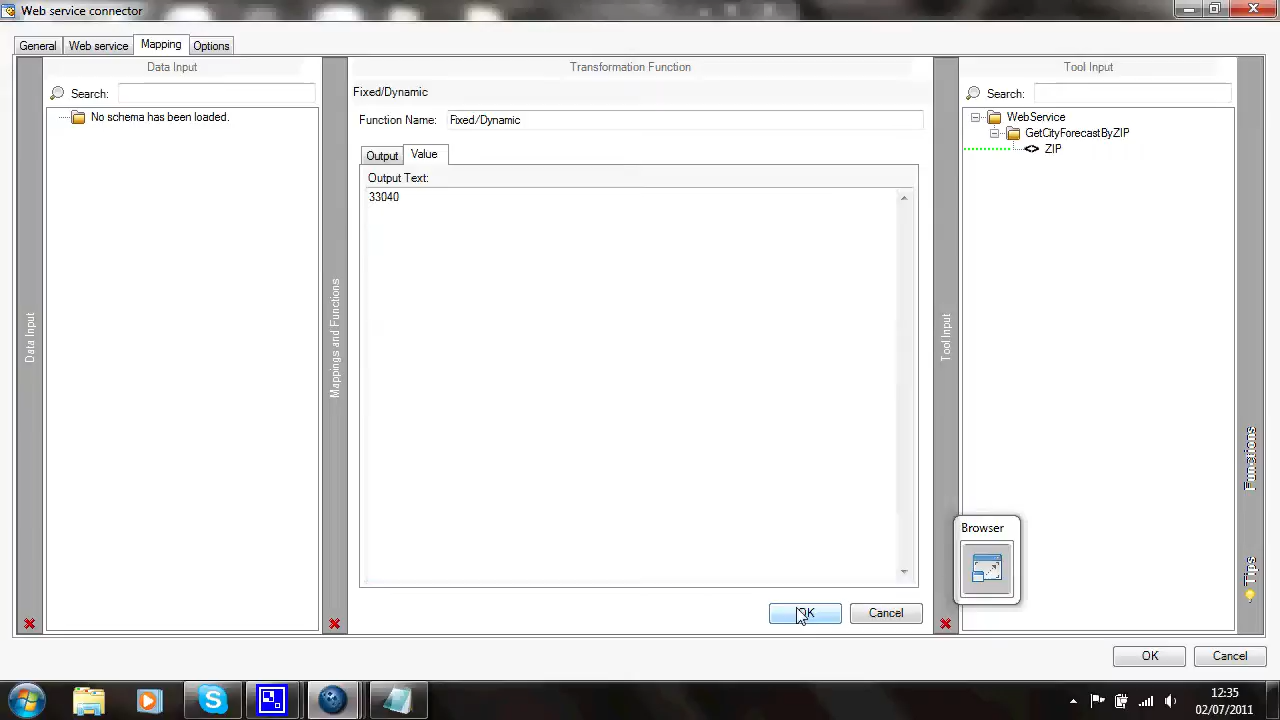 Web service connector
General
Web service
Mapping
Options
Data Input
Transformation Function
Tool Input
Search:
Fixed/Dynamic
Search:
No schema has been loaded.
Function Name:
Fixed/Dynamic
WebService
GetCityForecastByZIP
<> ZIP
Output
Value
Output Text:
33040
Data Input
Mappings and Functions
Tool Input
Functions
Tips
Browser
OK
Cancel
OK
Cancel
12:35
02/07/2011